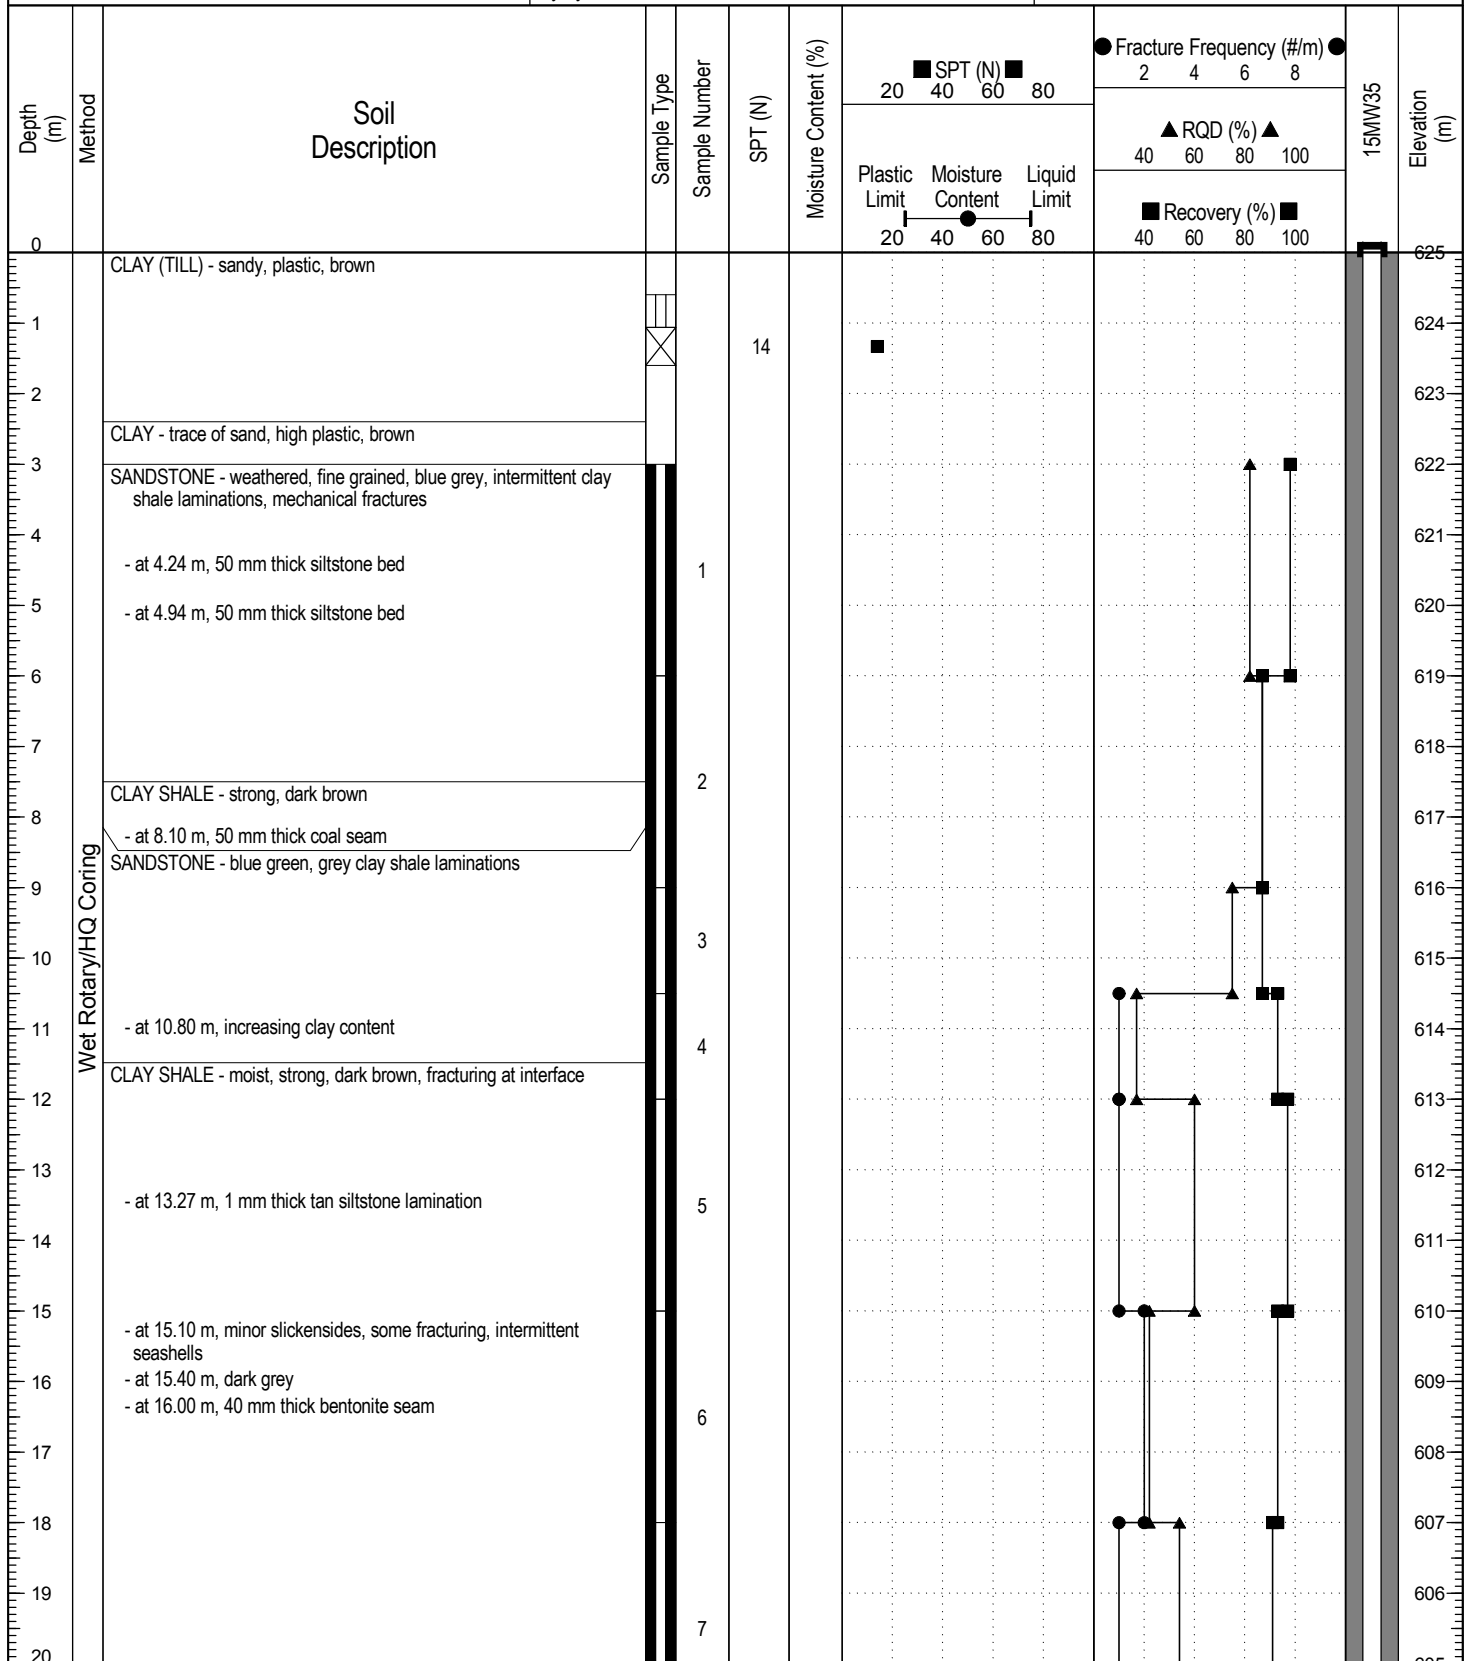 Depth
(m)
Method
Soil
Description
Sample Type
Sample Number
SPT (N)
Moisture Content (%)
SPT (N)
20 40 60 80
Plastic Limit
Moisture Content
Liquid Limit
20 40 60 80
Fracture Frequency (#/m)
2 4 6 8
RQD (%)
40 60 80 100
Recovery (%)
40 60 80 100
15MW35
Elevation
(m)
0
625
CLAY (TILL) - sandy, plastic, brown
1
624
14
2
623
CLAY - trace of sand, high plastic, brown
3
622
SANDSTONE - weathered, fine grained, blue grey, intermittent clay
shale laminations, mechanical fractures
4
621
- at 4.24 m, 50 mm thick siltstone bed
1
5
620
- at 4.94 m, 50 mm thick siltstone bed
6
619
7
618
2
CLAY SHALE - strong, dark brown
8
617
- at 8.10 m, 50 mm thick coal seam
SANDSTONE - blue green, grey clay shale laminations
9
616
Wet Rotary/HQ Coring
3
10
615
- at 10.80 m, increasing clay content
11
614
4
CLAY SHALE - moist, strong, dark brown, fracturing at interface
12
613
13
612
- at 13.27 m, 1 mm thick tan siltstone lamination
5
14
611
15
610
- at 15.10 m, minor slickensides, some fracturing, intermittent
seashells
- at 15.40 m, dark grey
16
609
- at 16.00 m, 40 mm thick bentonite seam
6
17
608
18
607
19
606
7
20